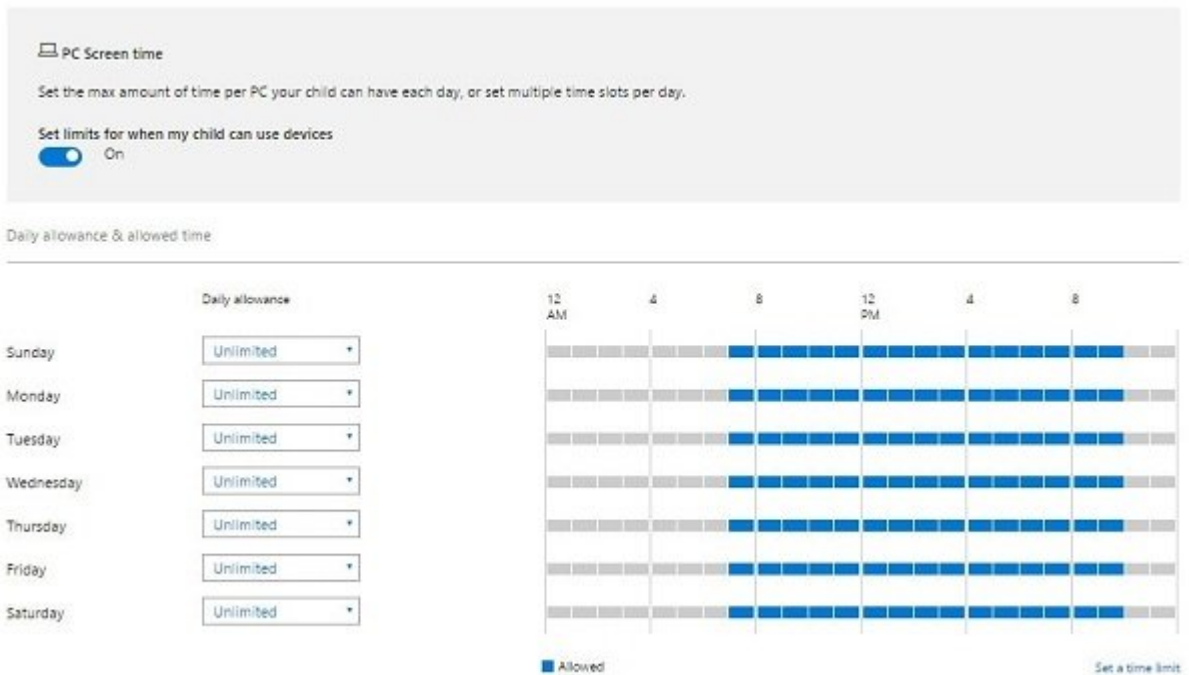 PC Screen time
Set the max amount of time per PC your child can have each day, or set multiple time slots per day.
Set limits for when my child can use devices
On
Daily allowance & allowed time
Daily allowance
12 AM 4 8 12 PM 4 8
Sunday Unlimited
Monday Unlimited
Tuesday Unlimited
Wednesday Unlimited
Thursday Unlimited
Friday Unlimited
Saturday Unlimited
Allowed
Set a time limit